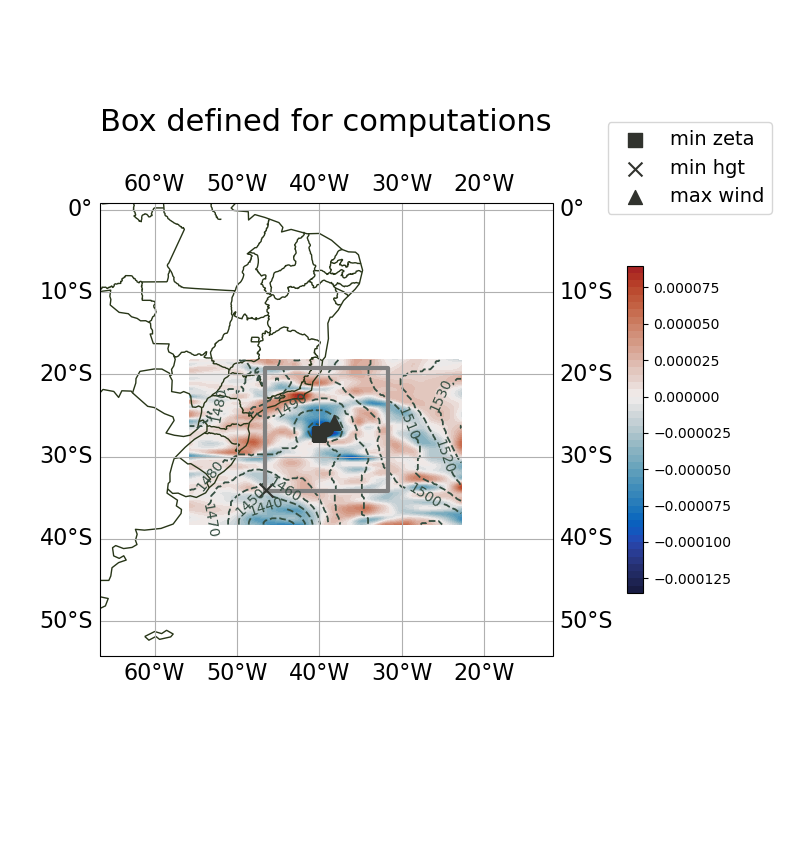 Box defined for computations
min zeta
min hgt
max wind
60°W 50°W 40°W 30°W 20°W
0° 0°
10°S 10°S
20°S 20°S
30°S 30°S
40°S 40°S
50°S 50°S
60°W 50°W 40°W 30°W 20°W
1480
1490
1530
1510
1520
1480
1460
1450
1440
1500
1470
0.000075
0.000050
0.000025
0.000000
−0.000025
−0.000050
−0.000075
−0.000100
−0.000125